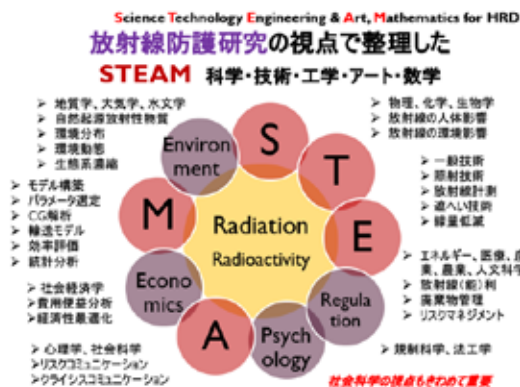 Science Technology Engineering & Art, Mathematics for HRD
放射線防護研究の視点で整理した
STEAM 科学・技術・工学・アート・数学
➢ 地質学、大気学、水文学
➢ 自然起源放射性物質
➢ 環境分布
➢ 環境動態
➢ 生態系濃縮
➢ 物理、化学、生物学
➢ 放射線の人体影響
➢ 放射線の環境影響
Environ
ment
S
T
E
Regula
tion
Psych
ology
A
Econo
mics
M
Radiation
Radioactivity
➢ モデル構築
➢ パラメータ選定
➢ CG解析
➢ 輸送モデル
➢ 効率評価
➢ 統計分析
➢ 一般技術
➢ 照射技術
➢ 放射線計測
➢ 遮へい技術
➢ 線量低減
➢ エネルギー、医療、産
業、農業、人文科学
➢ 放射線(能)利
➢ 廃棄物管理
➢ リスクマネジメント
➢ 社会経済学
➢ 費用便益分析
➢ 経済性最適化
➢ 心理学、社会科学
➢ リスクコミュニケーション
➢ クライシスコミュニケーション
➢ 規制科学、法工学
社会科学の視点もきわめて重要